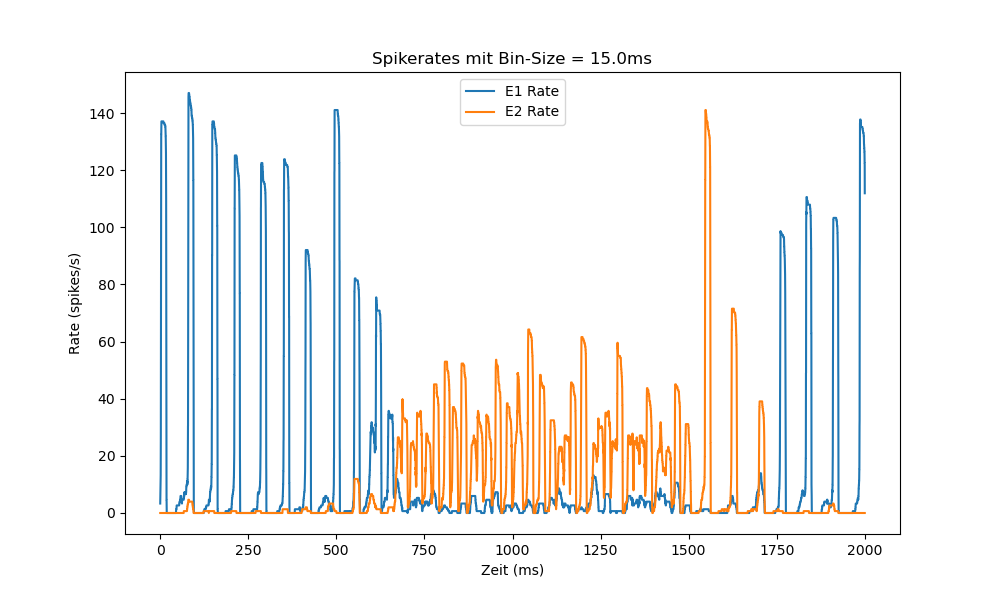 Spikerates mit Bin-Size = 15.0ms
E1 Rate
E2 Rate
140
120
100
80
60
40
20
0
Rate (spikes/s)
0 250 500 750 1000 1250 1500 1750 2000
Zeit (ms)